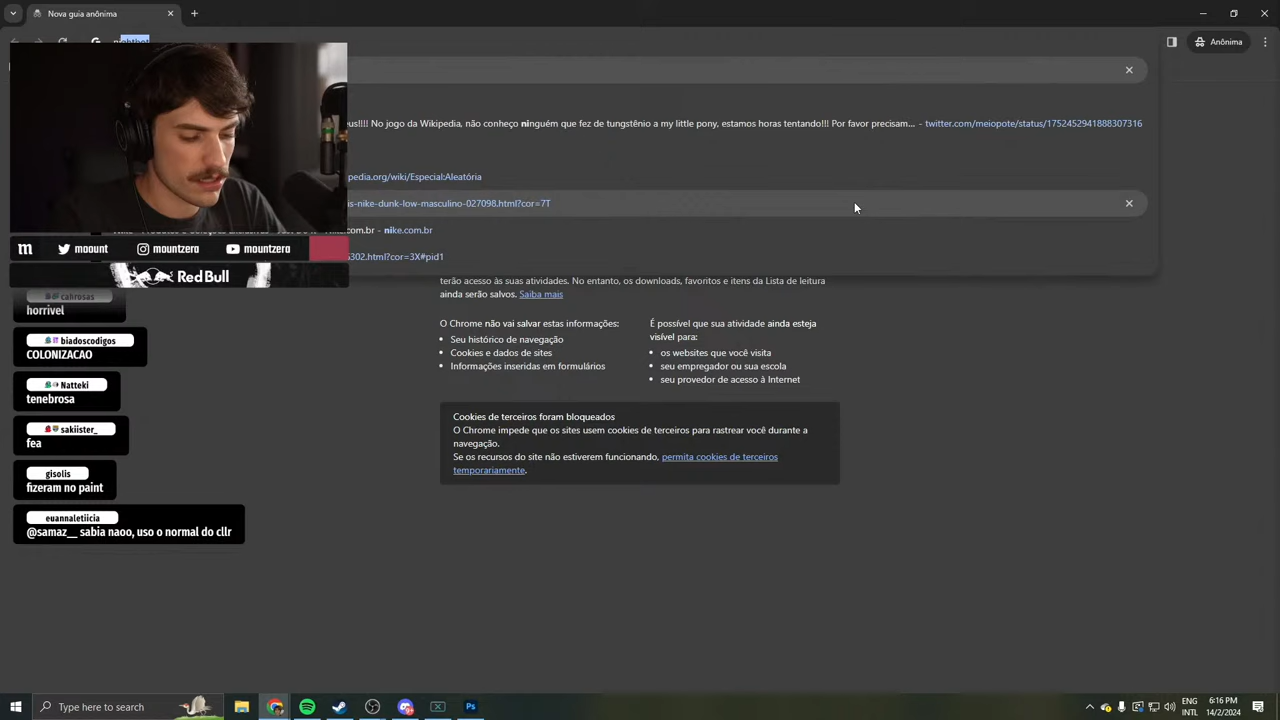 Nova guia anônima
nightbot
Anônima
eus!!!! No jogo da Wikipedia, não conheço ninguém que fez de tungstênio a my little pony, estamos horas tentando!!! Por favor precisam... - twitter.com/meiopote/status/1752452941888307316
pedia.org/wiki/Especial:Aleatória
is-nike-dunk-low-masculino-027098.html?cor=7T
.com.br - nike.com.br
302.html?cor=3X#pid1
terão acesso às suas atividades. No entanto, os downloads, favoritos e itens da Lista de leitura
ainda serão salvos. Saiba mais
O Chrome não vai salvar estas informações:
Seu histórico de navegação
Cookies e dados de sites
Informações inseridas em formulários
É possível que sua atividade ainda esteja
visível para:
os websites que você visita
seu empregador ou sua escola
seu provedor de acesso à Internet
Cookies de terceiros foram bloqueados
O Chrome impede que os sites usem cookies de terceiros para rastrear você durante a
navegação.
Se os recursos do site não estiverem funcionando, permita cookies de terceiros
temporariamente.
m moount mountzera mountzera
Red Bull
cahrosas
horrivel
biadoscodigos
COLONIZACAO
Natteki
tenebrosa
sakiister_
fea
gisolis
fizeram no paint
euannaletiicia
@samaz__ sabia naoo, uso o normal do cllr
Type here to search
Ps
ENG
INTL
6:16 PM
14/2/2024